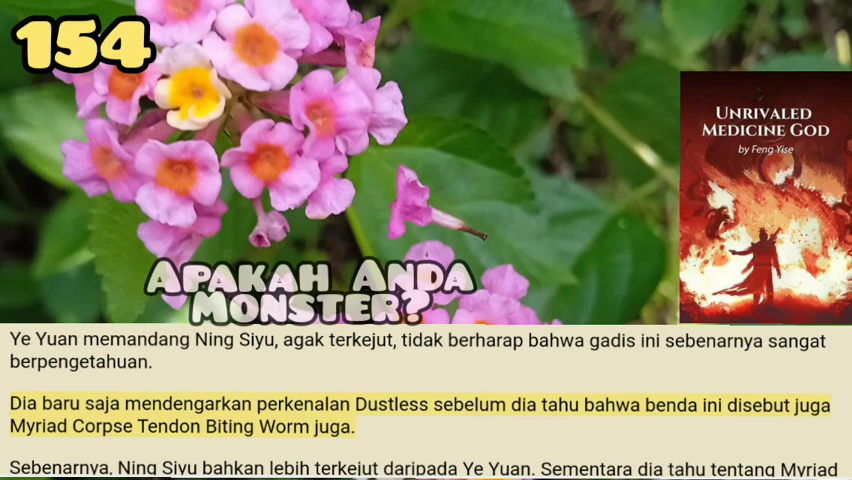 154
UNRIVALED
MEDICINE GOD
by Feng Yise
APAKAH ANDA
MONSTER?
Ye Yuan memandang Ning Siyu, agak terkejut, tidak berharap bahwa gadis ini sebenarnya sangat
berpengetahuan.
Dia baru saja mendengarkan perkenalan Dustless sebelum dia tahu bahwa benda ini disebut juga
Myriad Corpse Tendon Biting Worm juga.
Sebenarnya, Ning Siyu bahkan lebih terkejut daripada Ye Yuan. Sementara dia tahu tentang Myriad